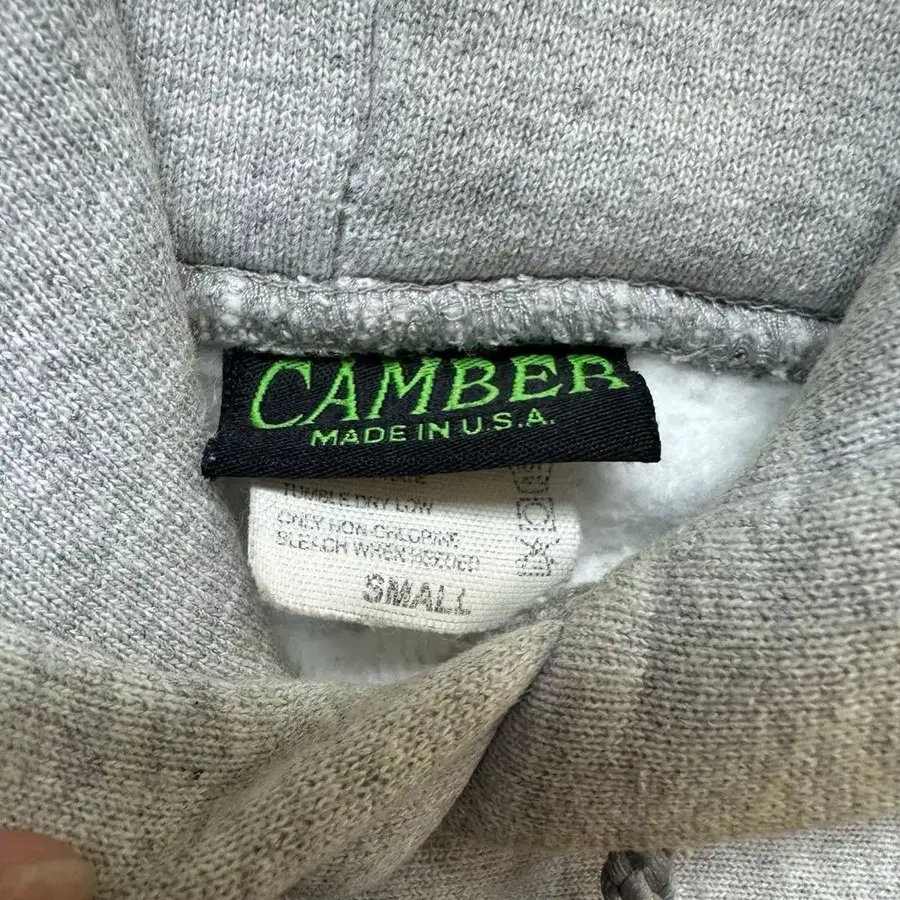 CAMBER
MADE IN U.S.A.
TUMBLE DRY LOW
ONLY NON-CHLORINE
BLEACH WHEN NEEDED
SMALL